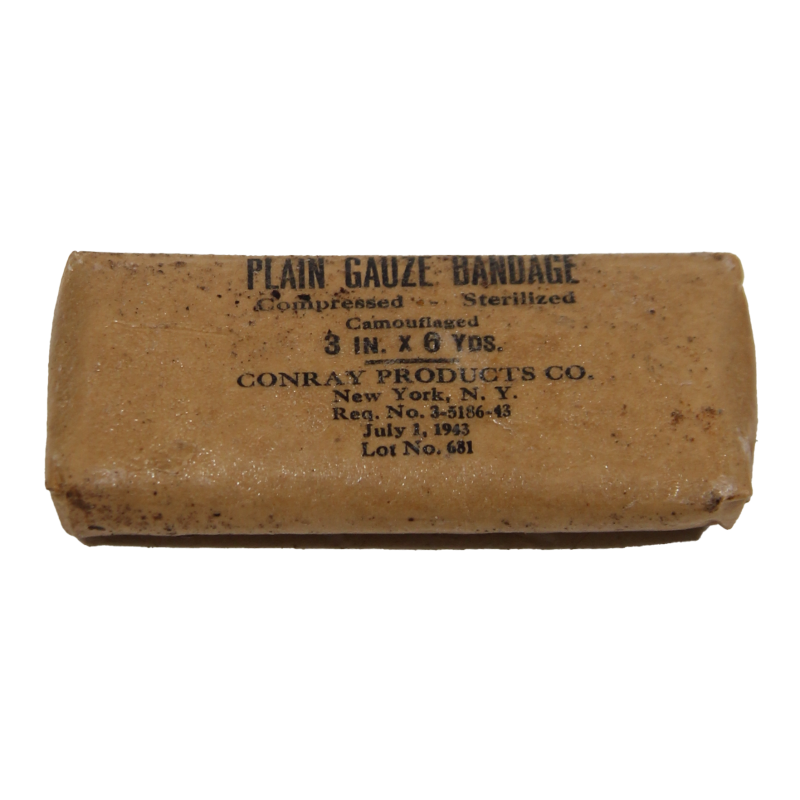 PLAIN GAUZE BANDAGE
Compressed -- Sterilized
Camouflaged
3 IN. X 6 YDS.
CONRAY PRODUCTS CO.
New York, N. Y.
Req. No. 3-5186-43
July 1, 1943
Lot No. 681